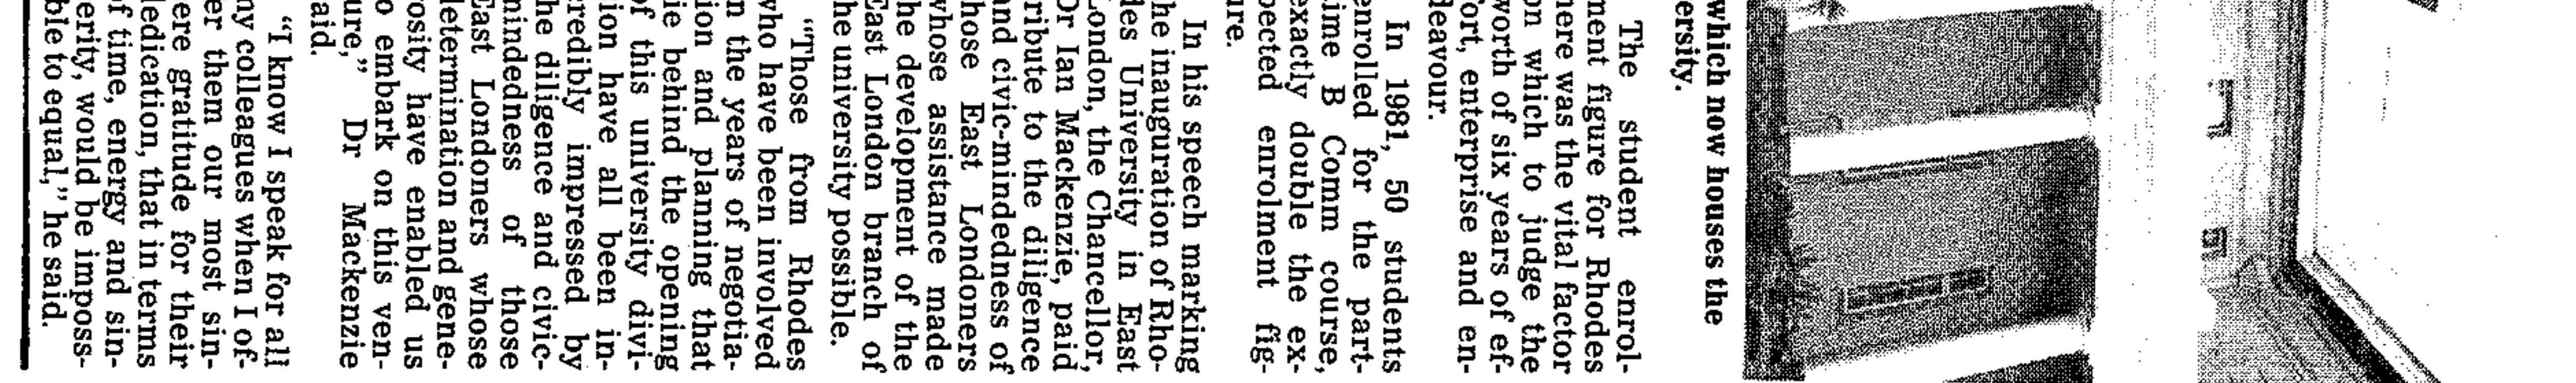 which now houses the
ersity.
The student enrol-
ment figure for Rhodes
here was the vital factor
on which to judge the
worth of six years of ef-
fort, enterprise and en-
deavour.
In 1981, 50 students
enrolled for the part-
time B Comm course,
exactly double the ex-
pected enrolment fig-
ure.
In his speech marking
the inauguration of Rho-
des University in East
London, the Chancellor,
Dr Ian Mackenzie, paid
tribute to the diligence
and civic-mindedness of
those East Londoners
whose assistance made
the development of the
East London branch of
the university possible.
"Those from Rhodes
who have been involved
in the years of negotia-
tion and planning that
lie behind the opening
of this university divi-
sion have all been in-
credibly impressed by
the diligence and civic-
mindedness of those
East Londoners whose
determination and gene-
rosity have enabled us
to embark on this ven-
ture," Dr Mackenzie
said.
"I know I speak for all
my colleagues when I of-
fer them our most sin-
cere gratitude for their
dedication, that in terms
of time, energy and sin-
cerity, would be imposs-
ible to equal," he said.